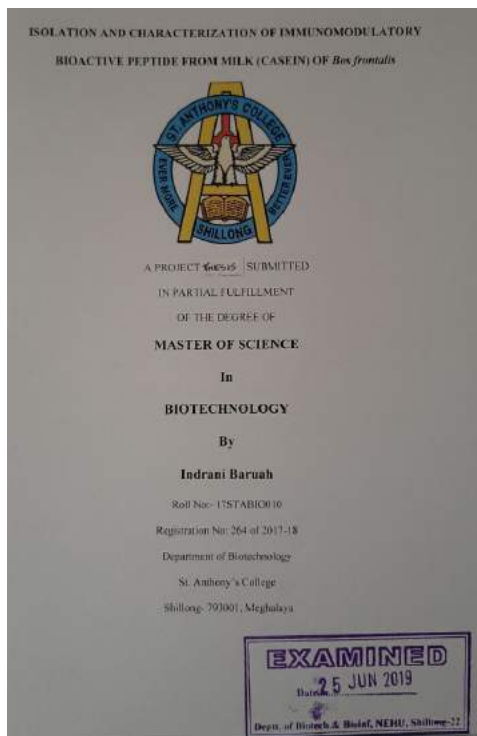 ISOLATION AND CHARACTERIZATION OF IMMUNOMODULATORY
BIOACTIVE PEPTIDE FROM MILK (CASEIN) OF Bos frontalis
ST. ANTHONY'S COLLEGE
EVER MORE
BETTER EVER
SHILLONG
A PROJECT THESIS SUBMITTED
IN PARTIAL FULFILLMENT
OF THE DEGREE OF
MASTER OF SCIENCE
In
BIOTECHNOLOGY
By
Indrani Baruah
Roll No:- 17STABIO010
Registration No: 264 of 2017-18
Department of Biotechnology
St. Anthony's College
Shillong- 793001, Meghalaya
EXAMINED
25 JUN 2019
Deptt. of Biotech & Bioinf, NEHU, Shillong-22